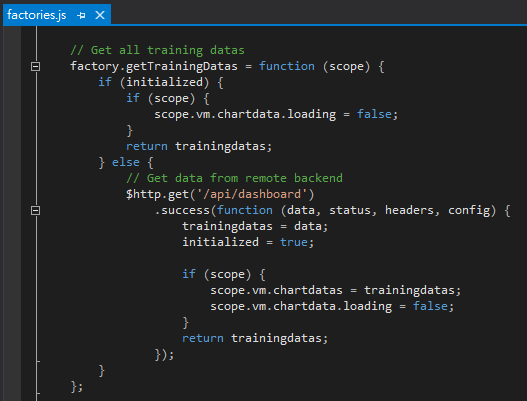 factories.js
// Get all training datas
factory.getTrainingDatas = function (scope) {
if (initialized) {
if (scope) {
scope.vm.chartdata.loading = false;
}
return trainingdatas;
} else {
// Get data from remote backend
$http.get('/api/dashboard')
.success(function (data, status, headers, config) {
trainingdatas = data;
initialized = true;
if (scope) {
scope.vm.chartdatas = trainingdatas;
scope.vm.chartdata.loading = false;
}
return trainingdatas;
});
}
};